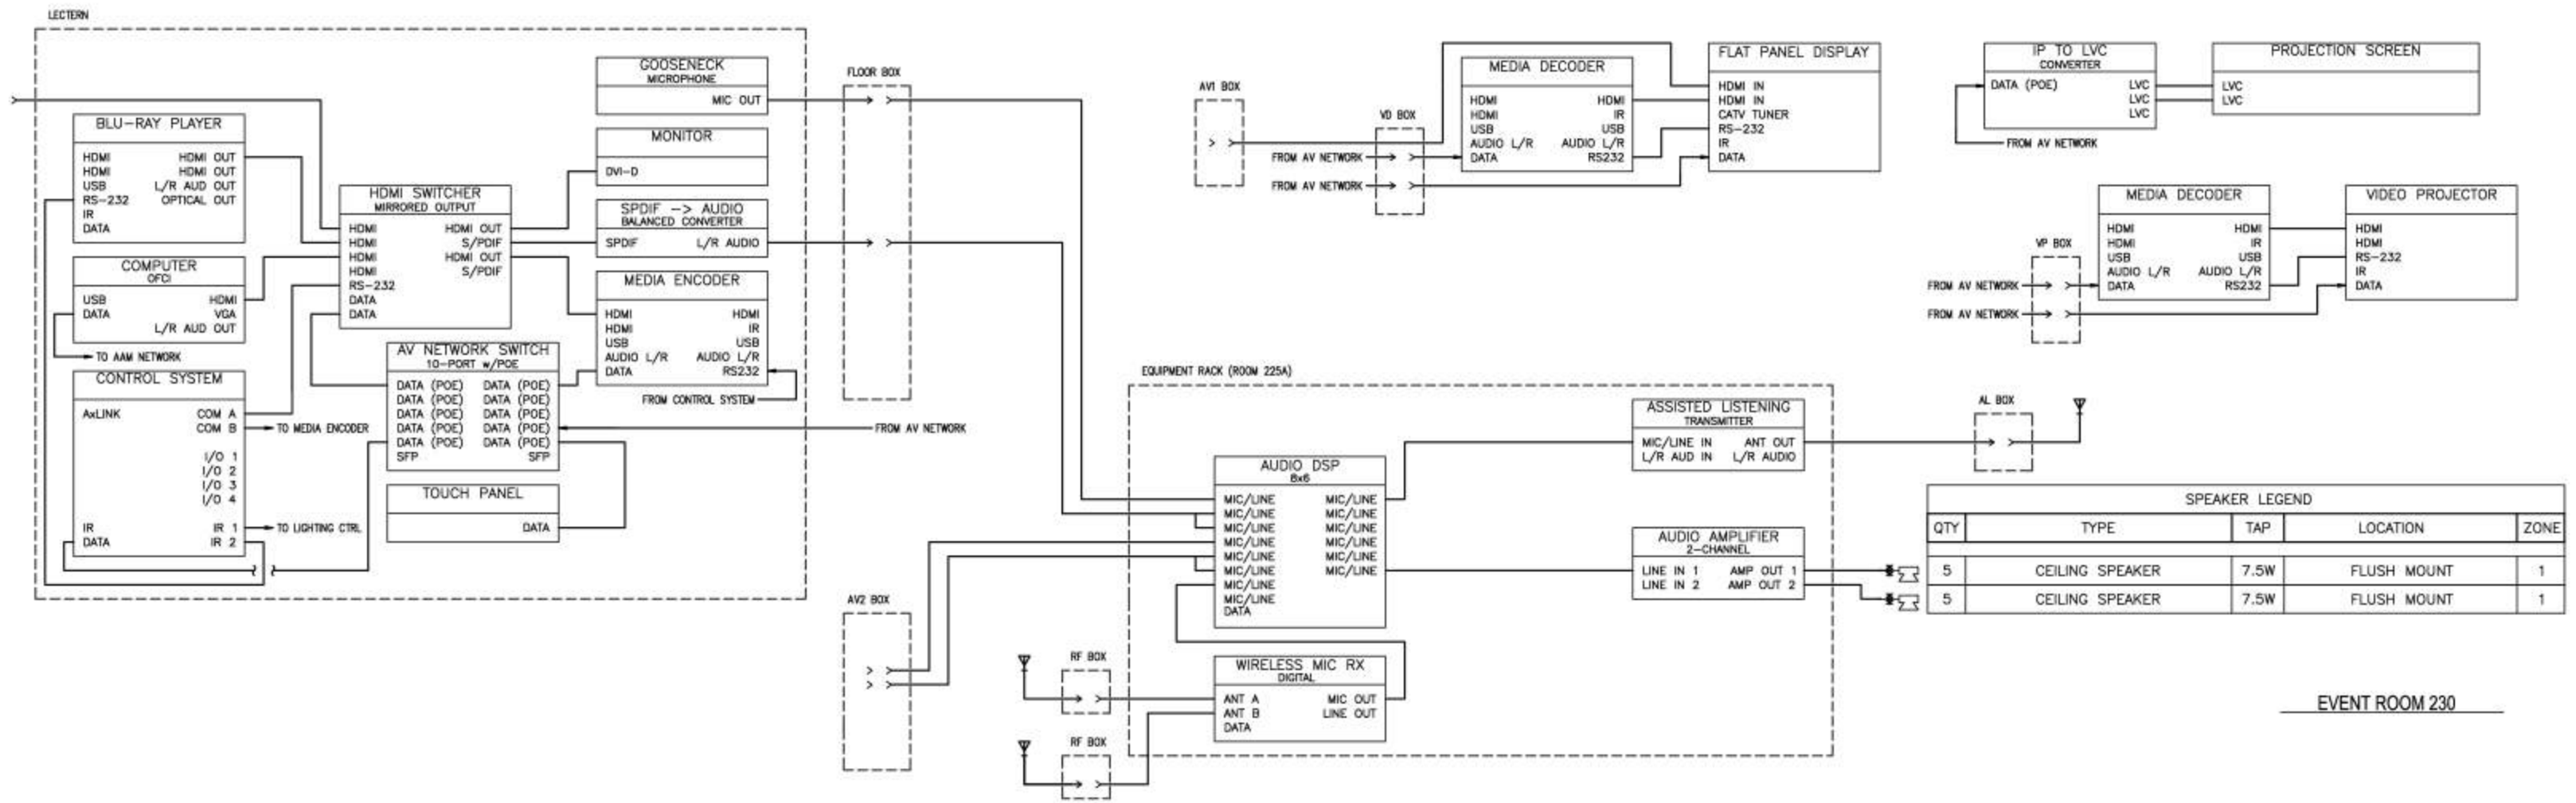 LECTERN
GOOSENECK
MICROPHONE
MIC OUT
BLU-RAY PLAYER
HDMI HDMI OUT
HDMI HDMI OUT
USB L/R AUD OUT
RS-232 OPTICAL OUT
IR
DATA
MONITOR
DVI-D
HDMI SWITCHER
MIRRORED OUTPUT
HDMI HDMI OUT
HDMI S/PDIF
HDMI HDMI OUT
HDMI S/PDIF
RS-232
DATA
DATA
SPDIF -> AUDIO
BALANCED CONVERTER
SPDIF L/R AUDIO
COMPUTER
OFCI
USB HDMI
DATA VGA
L/R AUD OUT
TO AAM NETWORK
MEDIA ENCODER
HDMI HDMI
HDMI IR
USB USB
AUDIO L/R AUDIO L/R
DATA RS232
FROM CONTROL SYSTEM
AV NETWORK SWITCH
10-PORT w/POE
DATA (POE) DATA (POE)
DATA (POE) DATA (POE)
DATA (POE) DATA (POE)
DATA (POE) DATA (POE)
DATA (POE) DATA (POE)
SFP SFP
CONTROL SYSTEM
AxLINK COM A
COM B
I/O 1
I/O 2
I/O 3
I/O 4
IR IR 1
DATA IR 2
TO MEDIA ENCODER
TO LIGHTING CTRL
TOUCH PANEL
DATA
FLOOR BOX
FROM AV NETWORK
AV2 BOX
AV1 BOX
VD BOX
FROM AV NETWORK
FROM AV NETWORK
MEDIA DECODER
HDMI HDMI
HDMI IR
USB USB
AUDIO L/R AUDIO L/R
DATA RS232
FLAT PANEL DISPLAY
HDMI IN
HDMI IN
CATV TUNER
RS-232
IR
DATA
IP TO LVC
CONVERTER
DATA (POE) LVC
LVC
LVC
FROM AV NETWORK
PROJECTION SCREEN
LVC
LVC
VP BOX
FROM AV NETWORK
FROM AV NETWORK
MEDIA DECODER
HDMI HDMI
HDMI IR
USB USB
AUDIO L/R AUDIO L/R
DATA RS232
VIDEO PROJECTOR
HDMI
HDMI
RS-232
IR
DATA
EQUIPMENT RACK (ROOM 225A)
AUDIO DSP
8x6
MIC/LINE MIC/LINE
MIC/LINE MIC/LINE
MIC/LINE MIC/LINE
MIC/LINE MIC/LINE
MIC/LINE MIC/LINE
MIC/LINE MIC/LINE
MIC/LINE
MIC/LINE
DATA
ASSISTED LISTENING
TRANSMITTER
MIC/LINE IN ANT OUT
L/R AUD IN L/R AUDIO
AUDIO AMPLIFIER
2-CHANNEL
LINE IN 1 AMP OUT 1
LINE IN 2 AMP OUT 2
RF BOX
RF BOX
WIRELESS MIC RX
DIGITAL
ANT A MIC OUT
ANT B LINE OUT
DATA
AL BOX
SPEAKER LEGEND
QTY TYPE TAP LOCATION ZONE
5 CEILING SPEAKER 7.5W FLUSH MOUNT 1
5 CEILING SPEAKER 7.5W FLUSH MOUNT 1
EVENT ROOM 230